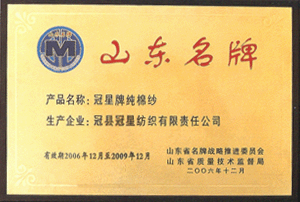 山东名牌
产品名称：冠星牌纯棉纱
生产企业：冠县冠星纺织有限责任公司
有效期2006年12月至2009年12月
山东省名牌战略推进委员会
山东省质量技术监督局
二〇〇六年十二月